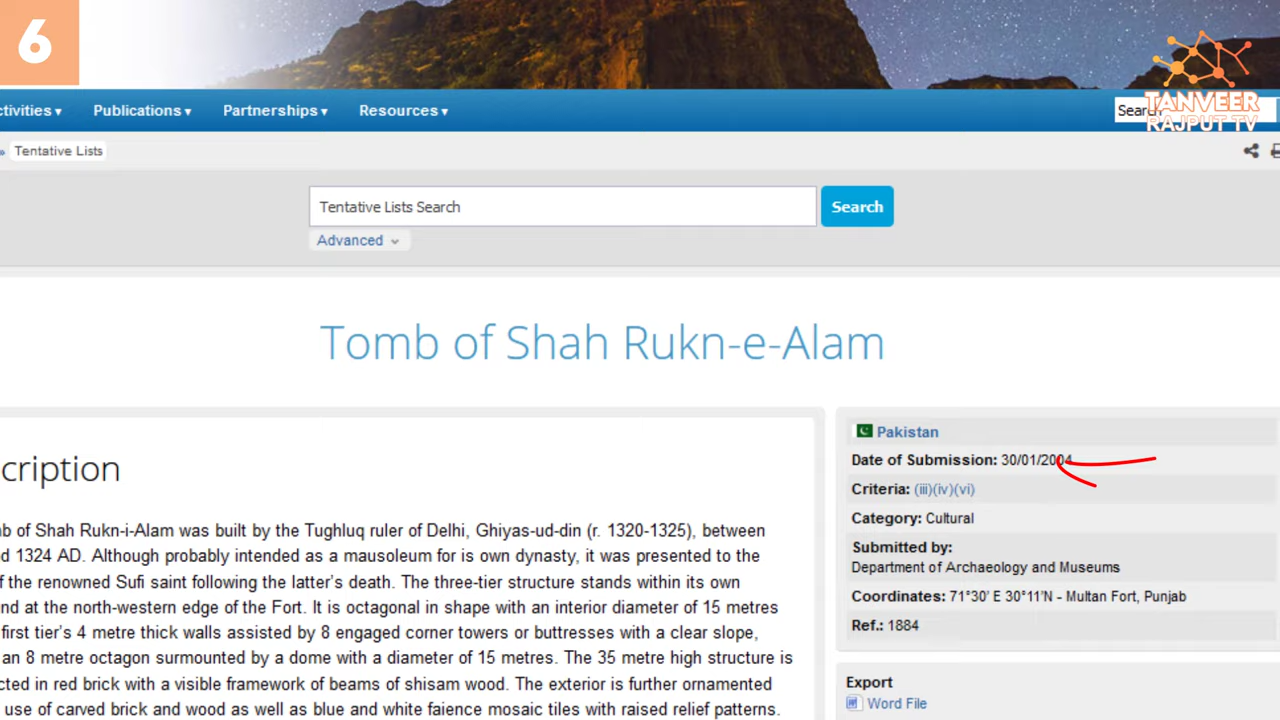 6
TANVEER
RAJPUT TV
ctivities Publications Partnerships Resources
Search
» Tentative Lists
Tentative Lists Search Search
Advanced
Tomb of Shah Rukn-e-Alam
cription
b of Shah Rukn-i-Alam was built by the Tughluq ruler of Delhi, Ghiyas-ud-din (r. 1320-1325), between
d 1324 AD. Although probably intended as a mausoleum for is own dynasty, it was presented to the
f the renowned Sufi saint following the latter's death. The three-tier structure stands within its own
nd at the north-western edge of the Fort. It is octagonal in shape with an interior diameter of 15 metres
first tier's 4 metre thick walls assisted by 8 engaged corner towers or buttresses with a clear slope,
an 8 metre octagon surmounted by a dome with a diameter of 15 metres. The 35 metre high structure is
cted in red brick with a visible framework of beams of shisam wood. The exterior is further ornamented
use of carved brick and wood as well as blue and white faience mosaic tiles with raised relief patterns.
Pakistan
Date of Submission: 30/01/2004
Criteria: (iii)(iv)(vi)
Category: Cultural
Submitted by:
Department of Archaeology and Museums
Coordinates: 71°30' E 30°11'N - Multan Fort, Punjab
Ref.: 1884
Export
Word File